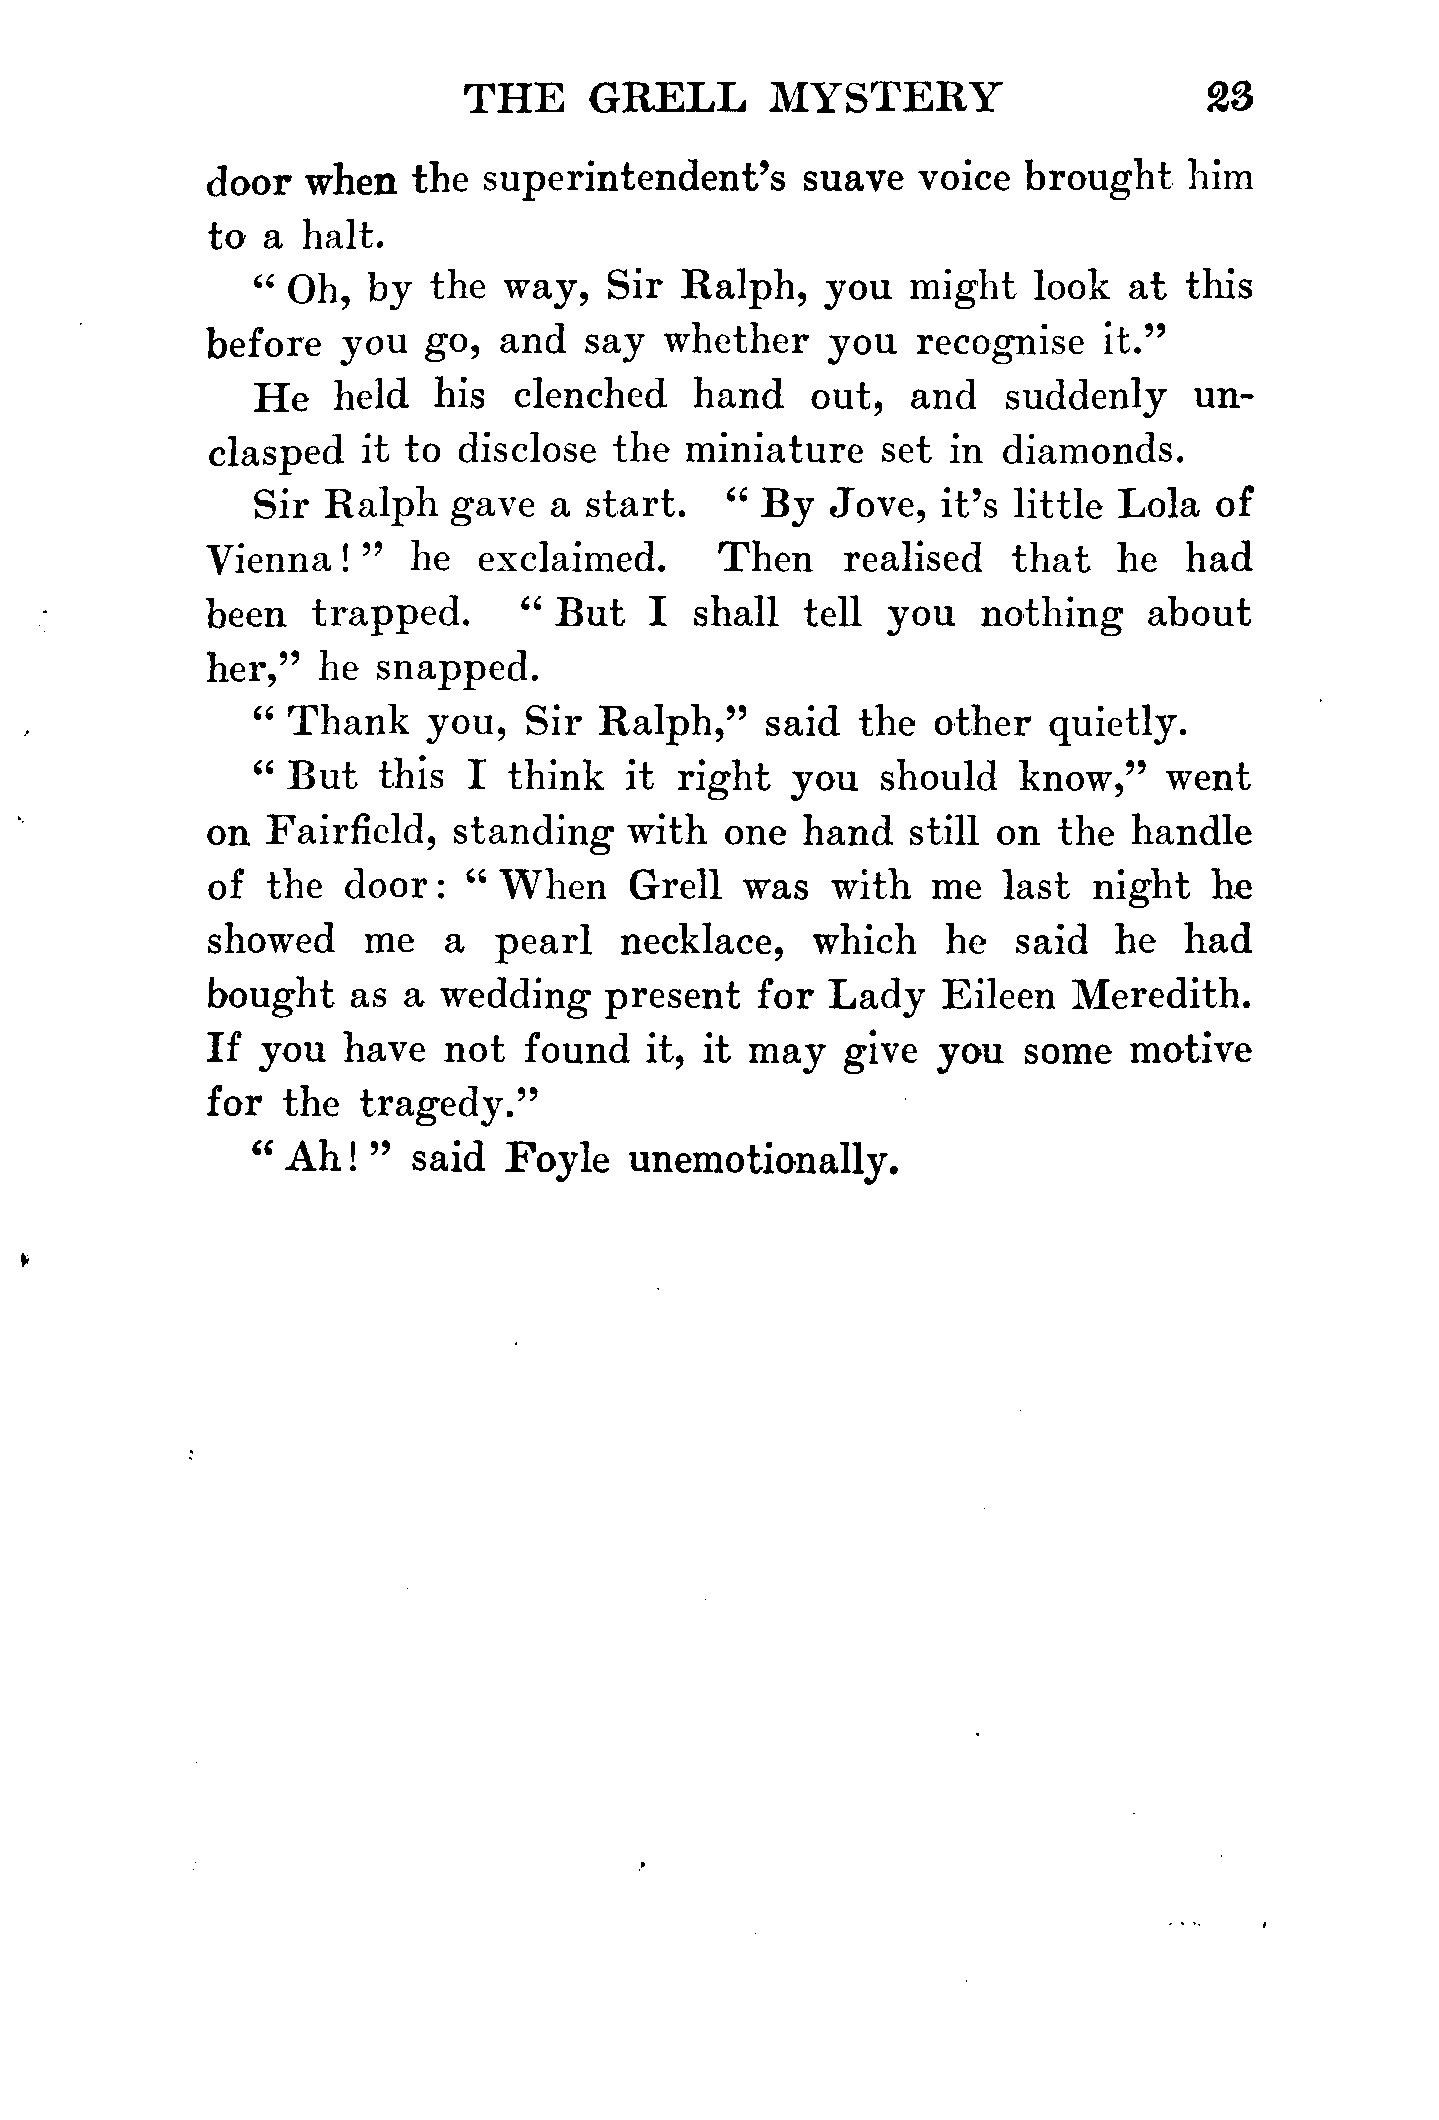 THE GRELL MYSTERY 23
door when the superintendent's suave voice brought him
to a halt.
“ Oh, by the way, Sir Ralph, you might look at this
before you go, and say whether you recognise it.”
He held his clenched hand out, and suddenly un-
clasped it to disclose the miniature set in diamonds.
Sir Ralph gave a start. “ By Jove, it's little Lola of
Vienna! ” he exclaimed. Then realised that he had
been trapped. “ But I shall tell you nothing about
her,” he snapped.
“ Thank you, Sir Ralph,” said the other quietly.
“ But this I think it right you should know,” went
on Fairfield, standing with one hand still on the handle
of the door: “ When Grell was with me last night he
showed me a pearl necklace, which he said he had
bought as a wedding present for Lady Eileen Meredith.
If you have not found it, it may give you some motive
for the tragedy.”
“ Ah! ” said Foyle unemotionally.